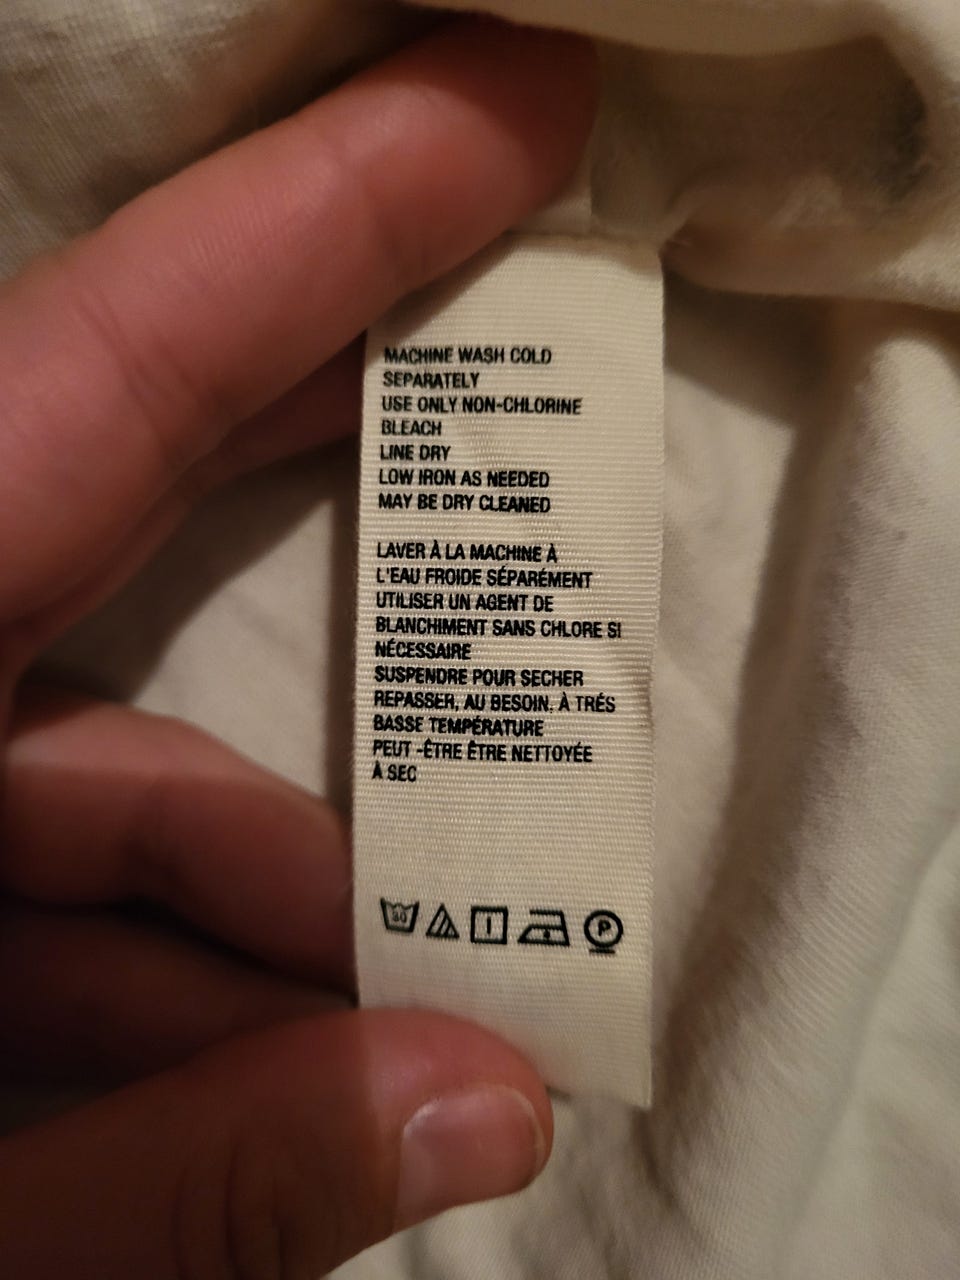 MACHINE WASH COLD
SEPARATELY
USE ONLY NON-CHLORINE
BLEACH
LINE DRY
LOW IRON AS NEEDED
MAY BE DRY CLEANED
LAVER À LA MACHINE À
L'EAU FROIDE SÉPARÉMENT
UTILISER UN AGENT DE
BLANCHIMENT SANS CHLORE SI
NÉCESSAIRE
SUSPENDRE POUR SECHER
REPASSER, AU BESOIN, À TRÉS
BASSE TEMPÉRATURE
PEUT -ÊTRE ÊTRE NETTOYÉE
À SEC
30 P